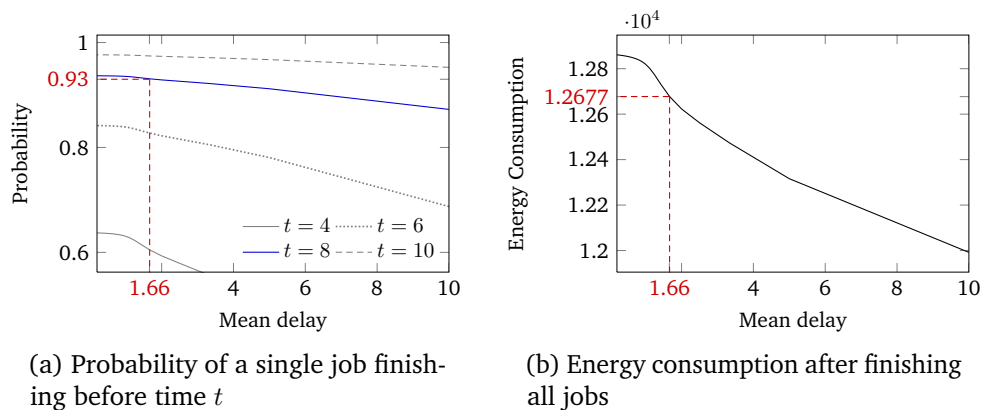 1
0.93
0.8
0.6
Probability
t = 4
t = 6
t = 8
t = 10
1.66
4
6
8
10
Mean delay
(a) Probability of a single job finish-
ing before time t
·10⁴
1.28
1.2677
1.26
1.24
1.22
1.2
Energy Consumption
1.66
4
6
8
10
Mean delay
(b) Energy consumption after finishing
all jobs